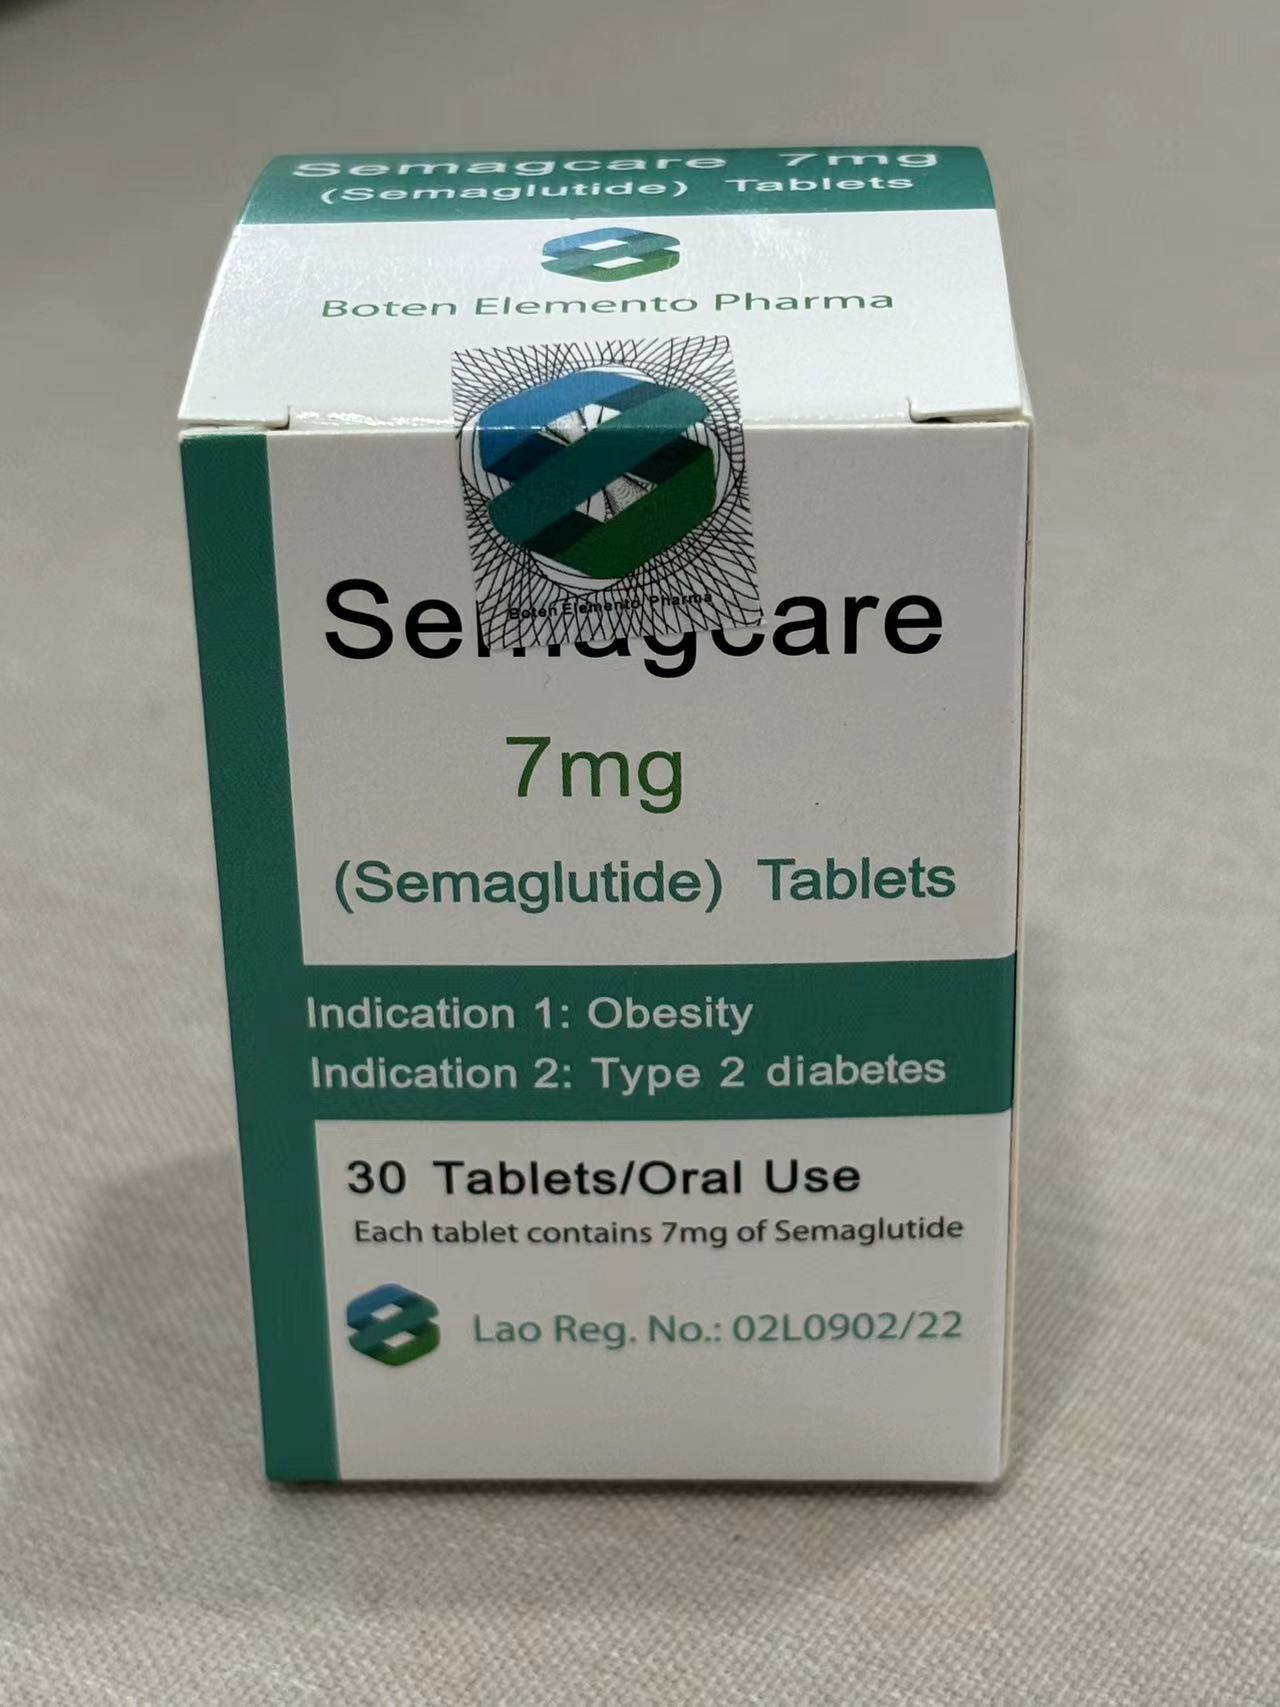 Semagcare 7mg
(Semaglutide) Tablets
Boten Elemento Pharma
Boten Elemento Pharma
Semagcare
7mg
(Semaglutide) Tablets
Indication 1: Obesity
Indication 2: Type 2 diabetes
30 Tablets/Oral Use
Each tablet contains 7mg of Semaglutide
Lao Reg. No.: 02L0902/22